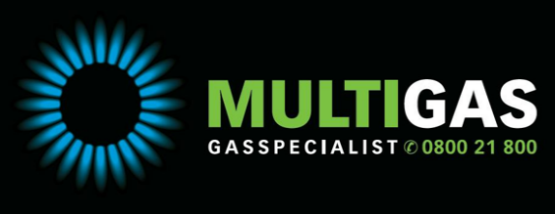 MULTIGAS
GASSPECIALIST ✆ 0800 21 800